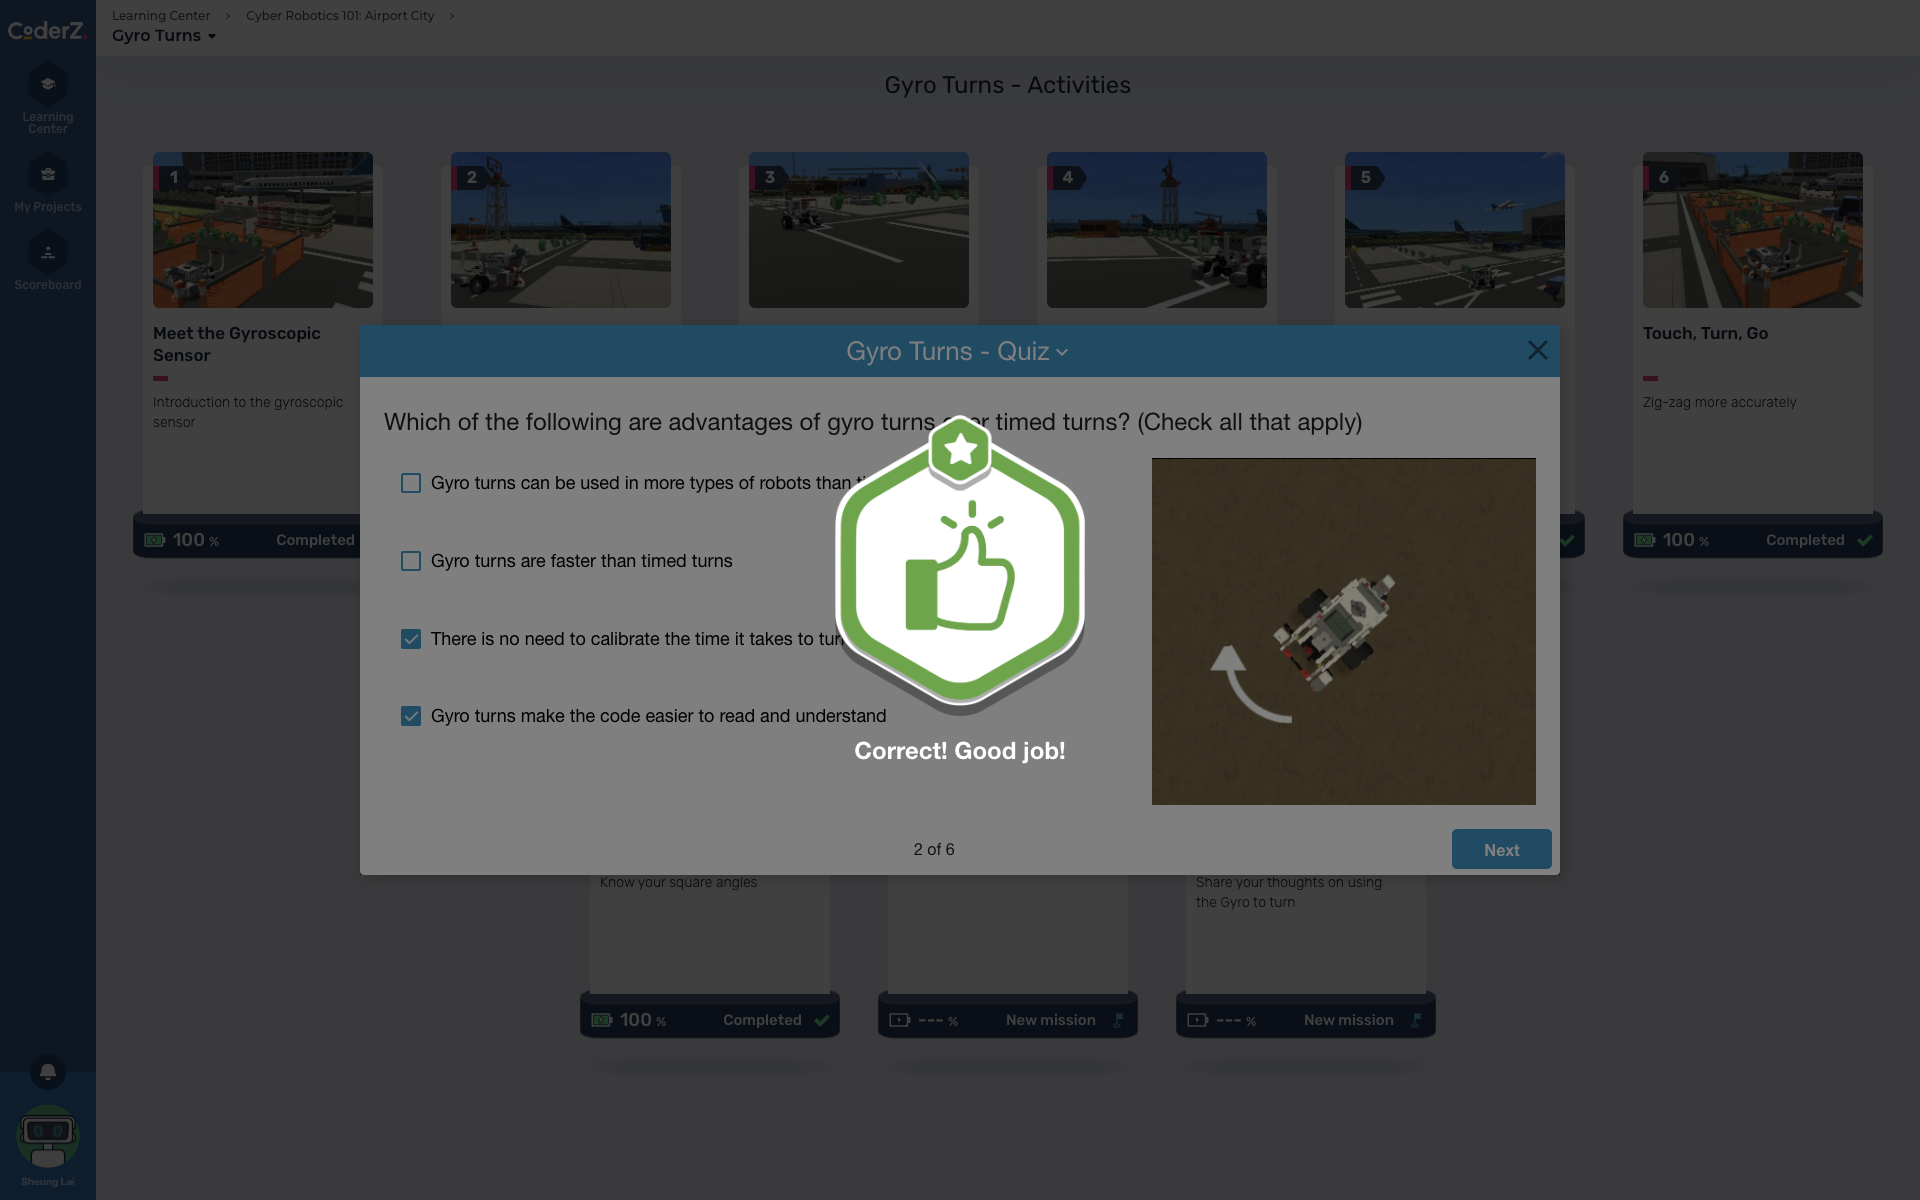 CoderZ
Learning Center > Cyber Robotics 101: Airport City >
Gyro Turns
Learning
Center
My Projects
Scoreboard
Gyro Turns - Activities
1
2
3
4
5
6
Meet the Gyroscopic
Sensor
Introduction to the gyroscopic
sensor
100 %
Completed
Touch, Turn, Go
Zig-zag more accurately
100 %
Completed
Gyro Turns - Quiz
Which of the following are advantages of gyro turns timed turns? (Check all that apply)
Gyro turns can be used in more types of robots than
Gyro turns are faster than timed turns
There is no need to calibrate the time it takes to
Gyro turns make the code easier to read and understand
Correct! Good job!
2 of 6
Next
Know your square angles
Share your thoughts on using
the Gyro to turn
100 %
Completed
--- %
New mission
--- %
New mission
Sheung Lai